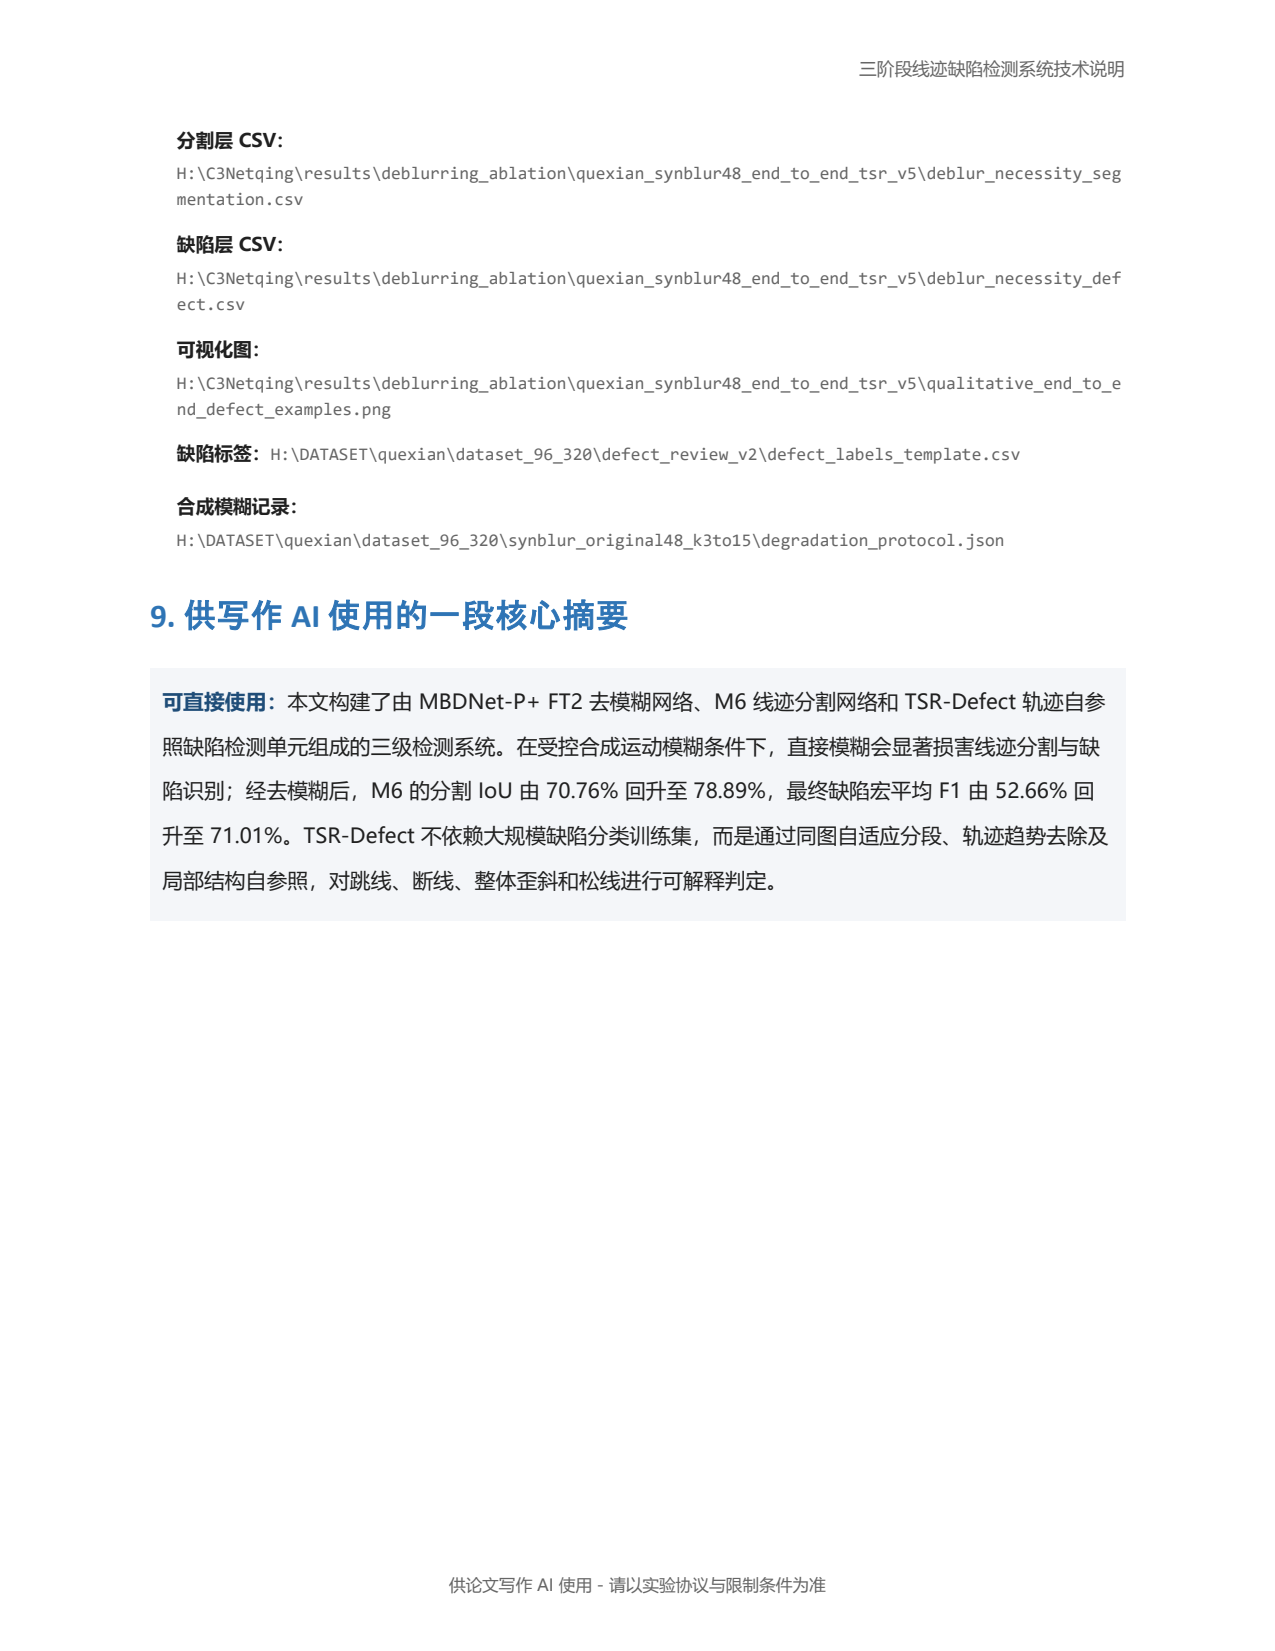 三阶段线迹缺陷检测系统技术说明
分割层 CSV：
H:\C3Netqing\results\deblurring_ablation\quexian_synblur48_end_to_end_tsr_v5\deblur_necessity_seg
mentation.csv
缺陷层 CSV：
H:\C3Netqing\results\deblurring_ablation\quexian_synblur48_end_to_end_tsr_v5\deblur_necessity_def
ect.csv
可视化图：
H:\C3Netqing\results\deblurring_ablation\quexian_synblur48_end_to_end_tsr_v5\qualitative_end_to_e
nd_defect_examples.png
缺陷标签：H:\DATASET\quexian\dataset_96_320\defect_review_v2\defect_labels_template.csv
合成模糊记录：
H:\DATASET\quexian\dataset_96_320\synblur_original48_k3to15\degradation_protocol.json
9. 供写作 AI 使用的一段核心摘要
可直接使用：本文构建了由 MBDNet-P+ FT2 去模糊网络、M6 线迹分割网络和 TSR-Defect 轨迹自参
照缺陷检测单元组成的三级检测系统。在受控合成运动模糊条件下，直接模糊会显著损害线迹分割与缺
陷识别；经去模糊后，M6 的分割 IoU 由 70.76% 回升至 78.89%，最终缺陷宏平均 F1 由 52.66% 回
升至 71.01%。TSR-Defect 不依赖大规模缺陷分类训练集，而是通过同图自适应分段、轨迹趋势去除及
局部结构自参照，对跳线、断线、整体歪斜和松线进行可解释判定。
供论文写作 AI 使用 - 请以实验协议与限制条件为准